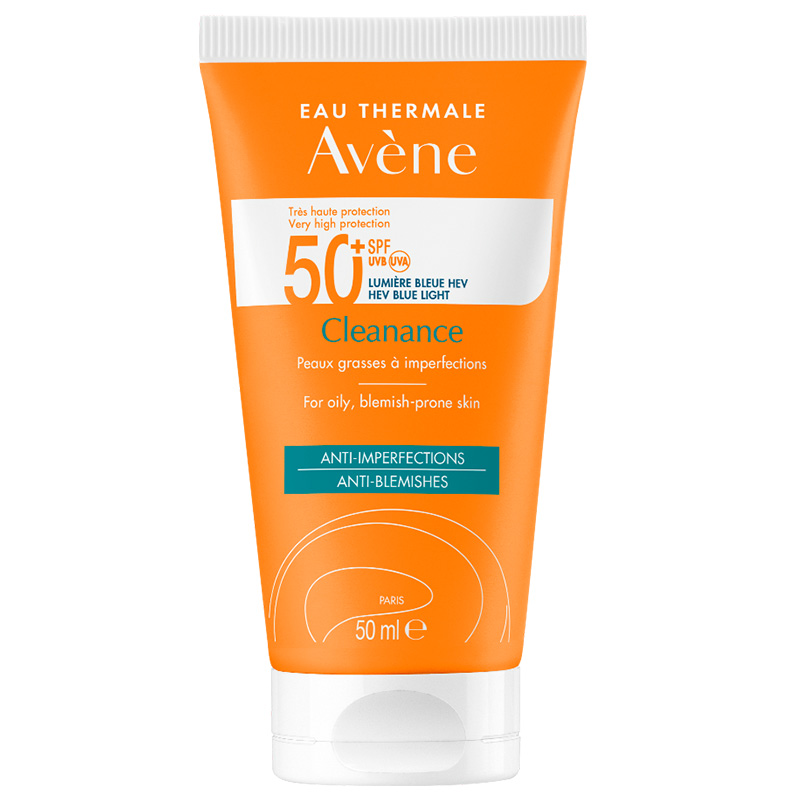 EAU THERMALE
Avène
Très haute protection
Very high protection
50+ SPF
UVB UVA
LUMIÈRE BLEUE HEV
HEV BLUE LIGHT
Cleanance
Peaux grasses à imperfections
For oily, blemish-prone skin
ANTI-IMPERFECTIONS
ANTI-BLEMISHES
PARIS
50 ml ℮